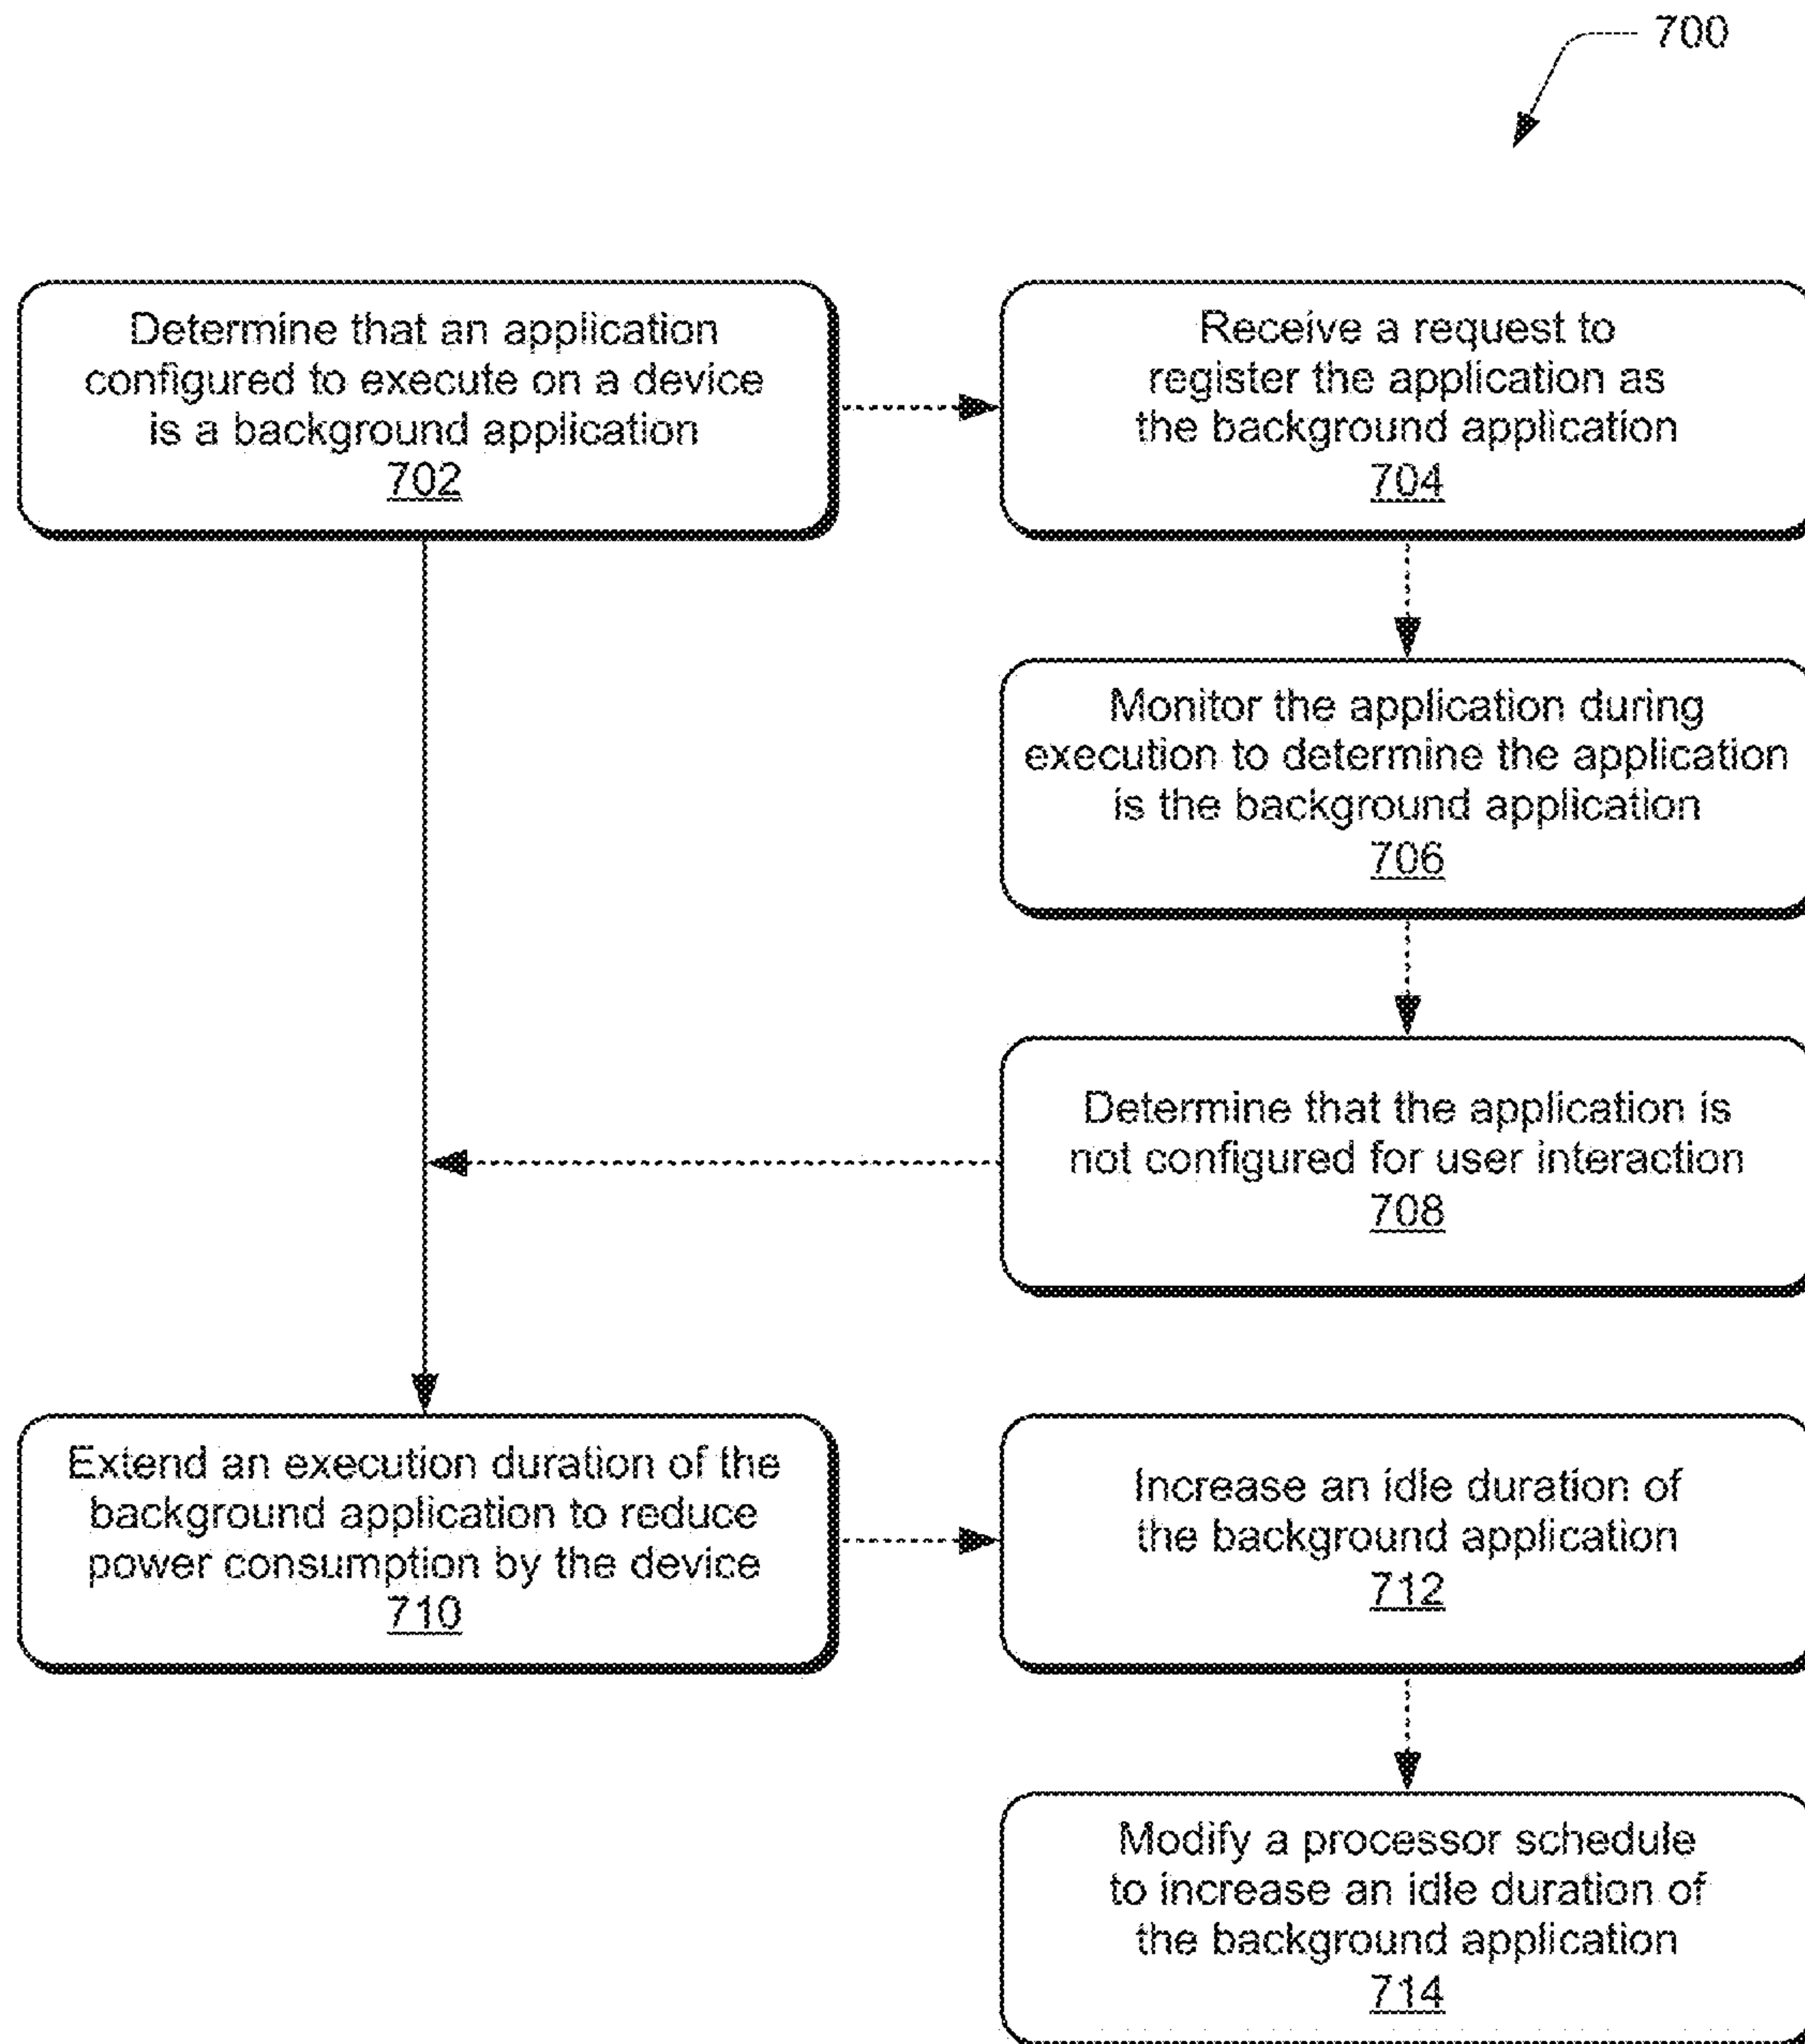 700
Determine that an application
configured to execute on a device
is a background application
702
Receive a request to
register the application as
the background application
704
Monitor the application during
execution to determine the application
is the background application
706
Determine that the application is
not configured for user interaction
708
Extend an execution duration of the
background application to reduce
power consumption by the device
710
Increase an idle duration of
the background application
712
Modify a processor schedule
to increase an idle duration of
the background application
714